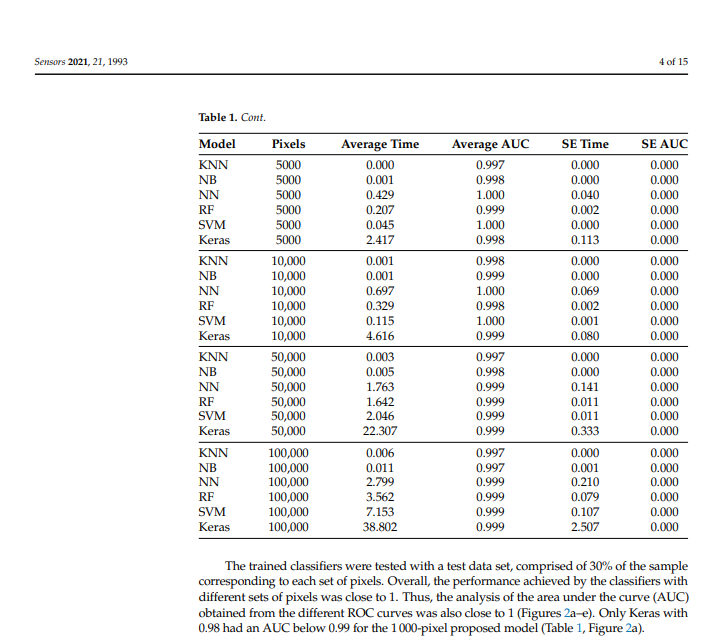 Sensors 2021, 21, 1993 4 of 15
Table 1. Cont.
Model Pixels Average Time Average AUC SE Time SE AUC
KNN 5000 0.000 0.997 0.000 0.000
NB 5000 0.001 0.998 0.000 0.000
NN 5000 0.429 1.000 0.040 0.000
RF 5000 0.207 0.999 0.002 0.000
SVM 5000 0.045 1.000 0.000 0.000
Keras 5000 2.417 0.998 0.113 0.000
KNN 10,000 0.001 0.998 0.000 0.000
NB 10,000 0.001 0.999 0.000 0.000
NN 10,000 0.697 1.000 0.069 0.000
RF 10,000 0.329 0.998 0.002 0.000
SVM 10,000 0.115 1.000 0.001 0.000
Keras 10,000 4.616 0.999 0.080 0.000
KNN 50,000 0.003 0.997 0.000 0.000
NB 50,000 0.005 0.998 0.000 0.000
NN 50,000 1.763 0.999 0.141 0.000
RF 50,000 1.642 0.999 0.011 0.000
SVM 50,000 2.046 0.999 0.011 0.000
Keras 50,000 22.307 0.999 0.333 0.000
KNN 100,000 0.006 0.997 0.000 0.000
NB 100,000 0.011 0.997 0.001 0.000
NN 100,000 2.799 0.999 0.210 0.000
RF 100,000 3.562 0.999 0.079 0.000
SVM 100,000 7.153 0.999 0.107 0.000
Keras 100,000 38.802 0.999 2.507 0.000
The trained classifiers were tested with a test data set, comprised of 30% of the sample
corresponding to each set of pixels. Overall, the performance achieved by the classifiers with
different sets of pixels was close to 1. Thus, the analysis of the area under the curve (AUC)
obtained from the different ROC curves was also close to 1 (Figures 2a–e). Only Keras with
0.98 had an AUC below 0.99 for the 1 000-pixel proposed model (Table 1, Figure 2a).